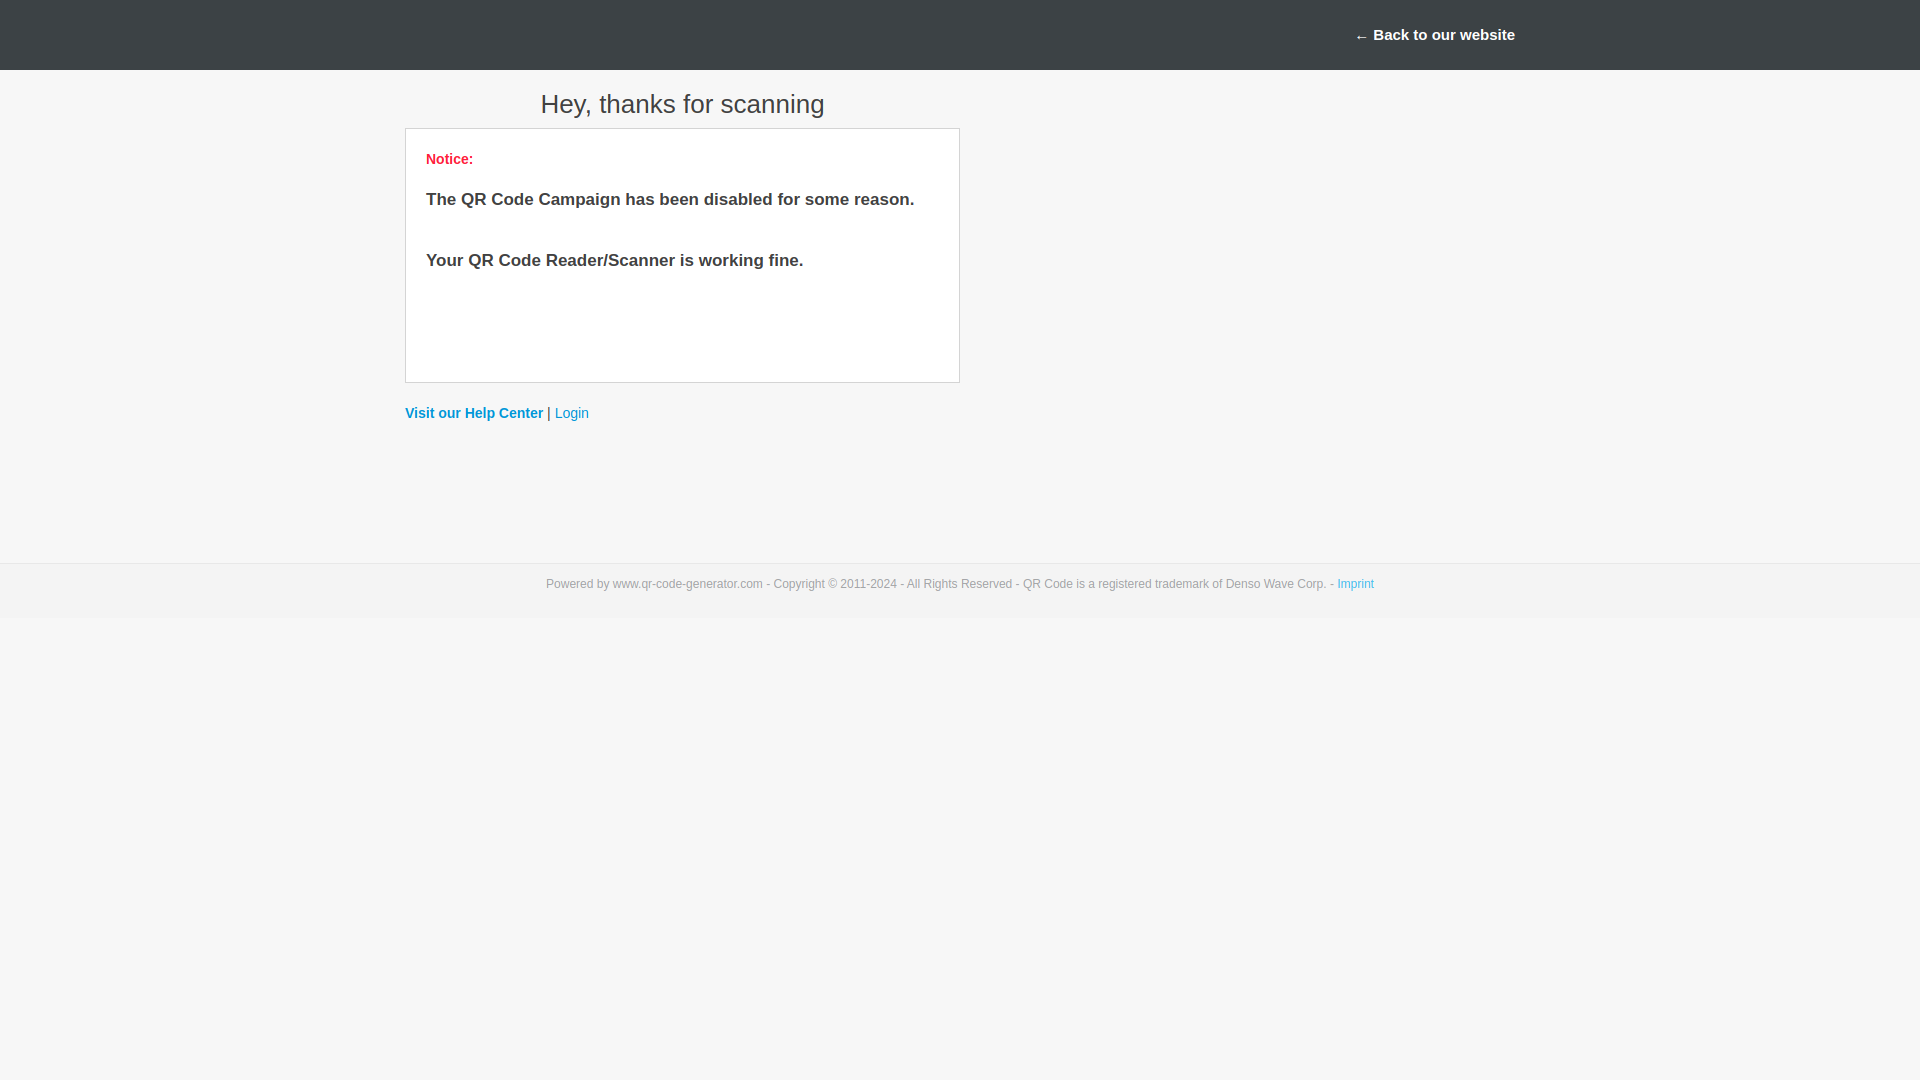 ← Back to our website
Hey, thanks for scanning
Notice:
The QR Code Campaign has been disabled for some reason.
Your QR Code Reader/Scanner is working fine.
Visit our Help Center | Login
Powered by www.qr-code-generator.com - Copyright © 2011-2024 - All Rights Reserved - QR Code is a registered trademark of Denso Wave Corp. - Imprint